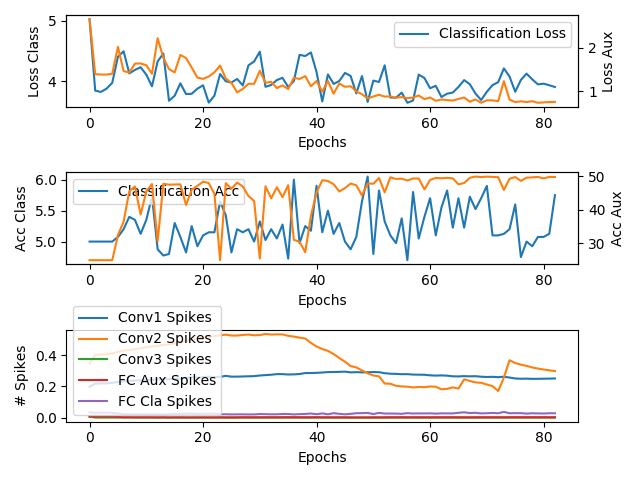 5
4
Loss Class
Classification Loss
2
1
Loss Aux
0 20 40 60 80
Epochs
6.0
5.5
5.0
Acc Class
Classification Acc
50
40
30
Acc Aux
0 20 40 60 80
Epochs
Conv1 Spikes
Conv2 Spikes
Conv3 Spikes
FC Aux Spikes
FC Cla Spikes
0.4
0.2
0.0
# Spikes
0 20 40 60 80
Epochs